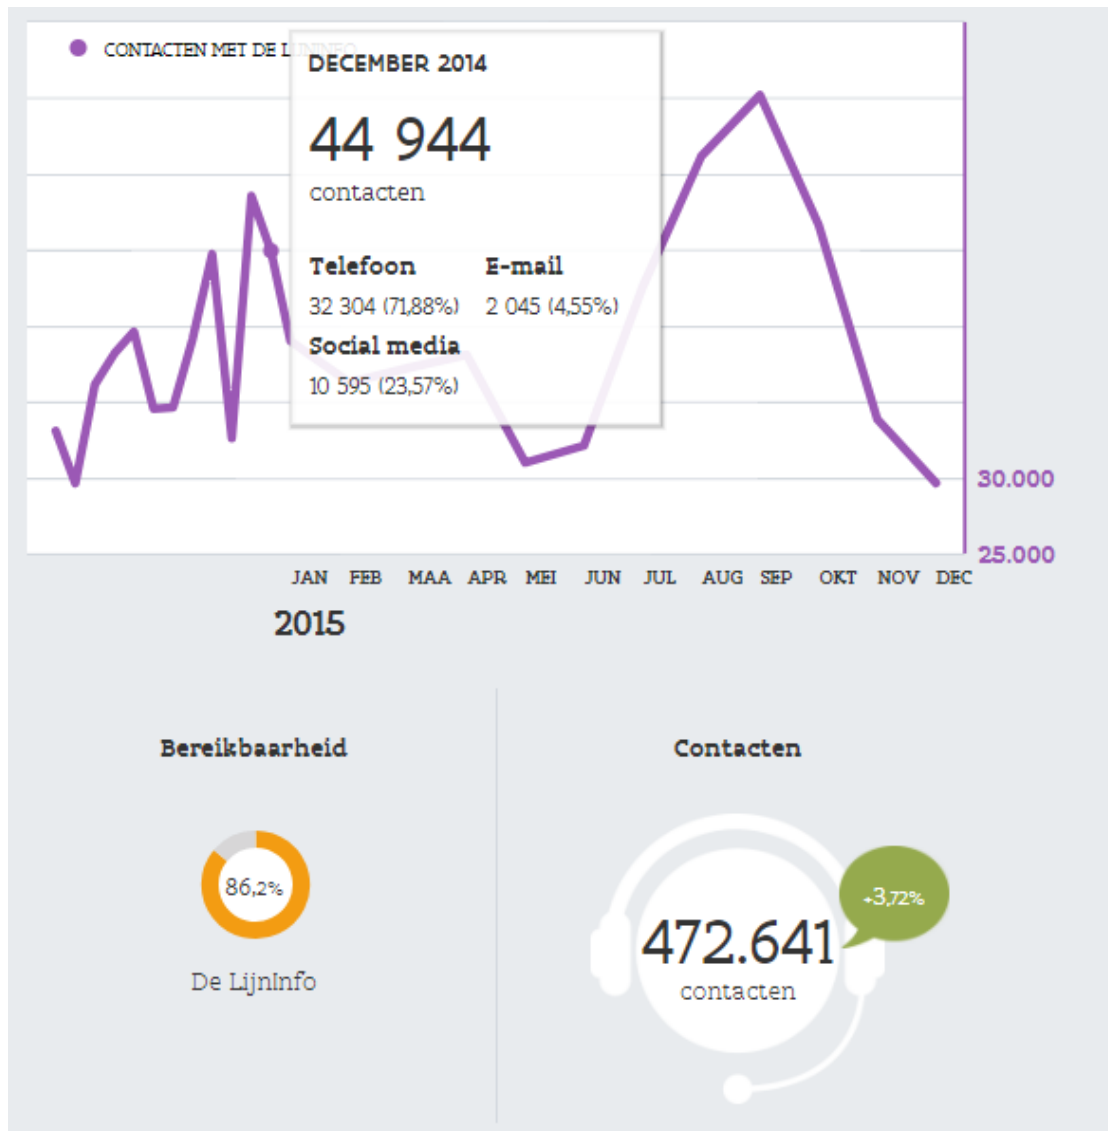 CONTACTEN MET DE LIJNINFO
DECEMBER 2014
44 944
contacten
Telefoon E-mail
32 304 (71,88%) 2 045 (4,55%)
Social media
10 595 (23,57%)
30.000
25.000
JAN FEB MAA APR MEI JUN JUL AUG SEP OKT NOV DEC
2015
Bereikbaarheid
86,2%
De LijnInfo
Contacten
+3,72%
472.641
contacten